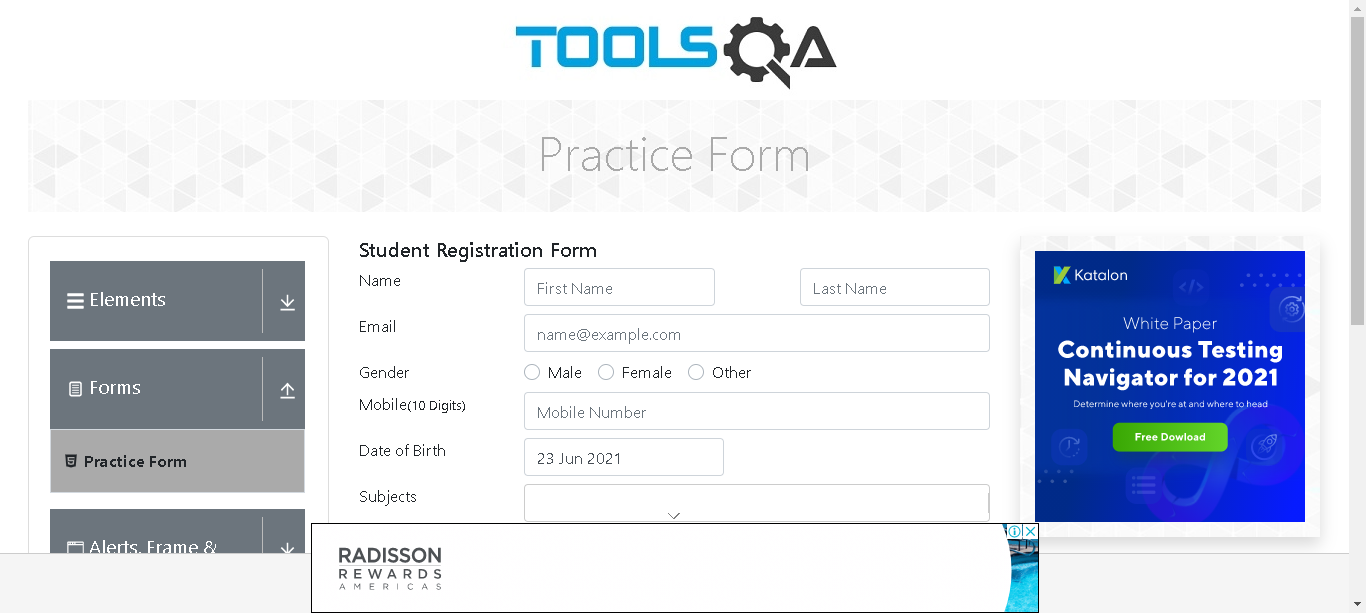 TOOLSQA
Practice Form
Elements
Forms
Practice Form
Alerts, Frame &
Student Registration Form
Name
First Name
Last Name
Email
name@example.com
Gender
Male
Female
Other
Mobile(10 Digits)
Mobile Number
Date of Birth
23 Jun 2021
Subjects
Katalon
White Paper
Continuous Testing
Navigator for 2021
Determine where you're at and where to head
Free Dowload
RADISSON
REWARDS
AMERICAS